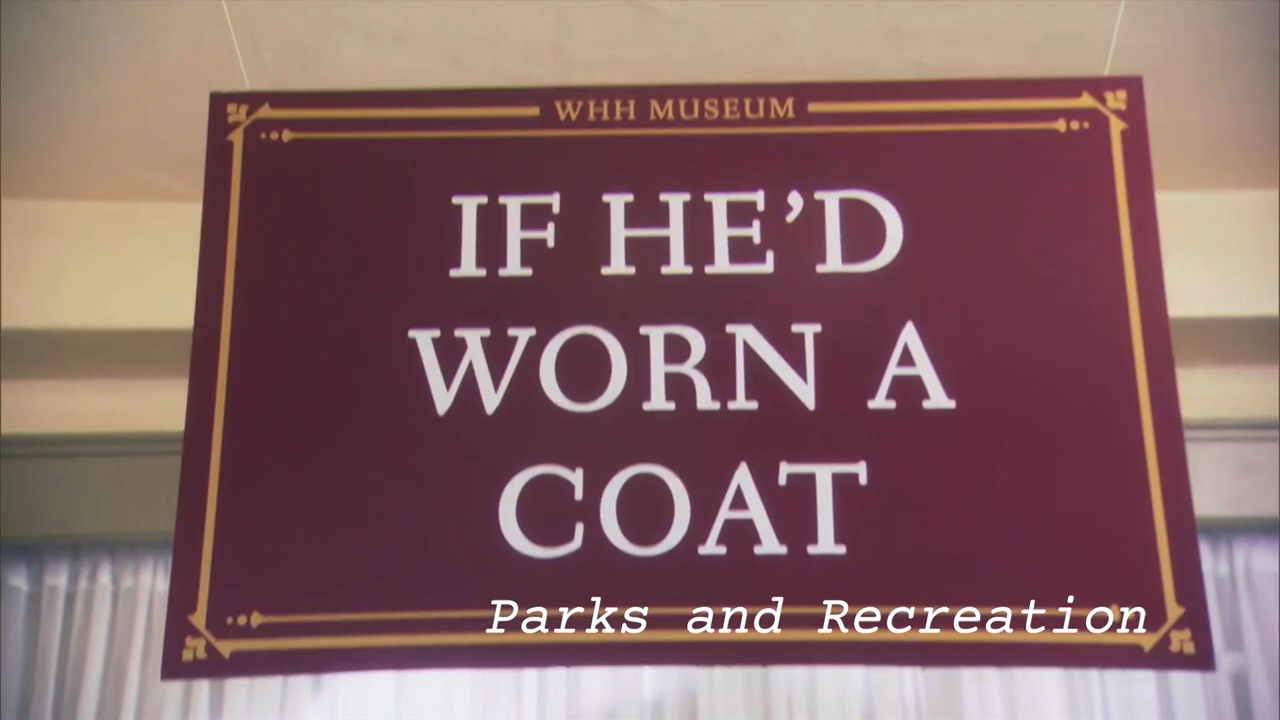 WHH MUSEUM
IF HE'D
WORN A
COAT
Parks and Recreation